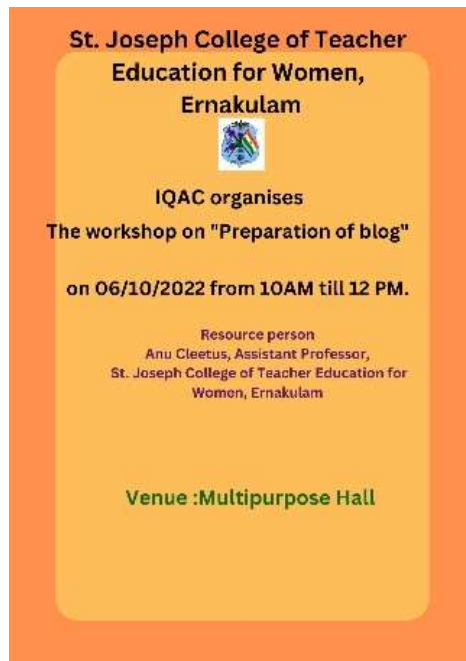 St. Joseph College of Teacher
Education for Women,
Ernakulam
IQAC organises
The workshop on "Preparation of blog"
on 06/10/2022 from 10AM till 12 PM.
Resource person
Anu Cleetus, Assistant Professor,
St. Joseph College of Teacher Education for
Women, Ernakulam
Venue :Multipurpose Hall